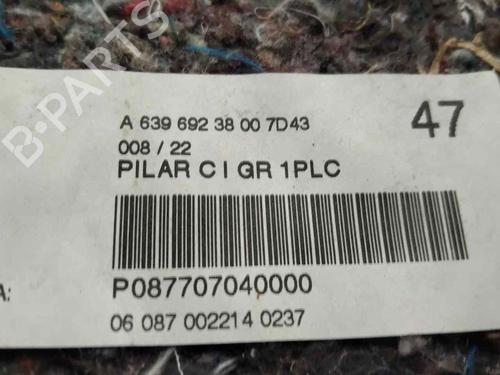 A 639 692 38 00 7D43
47
008 / 22
PILAR C I GR 1PLC
A:
P087707040000
06 087 002214 0237
B-PARTS